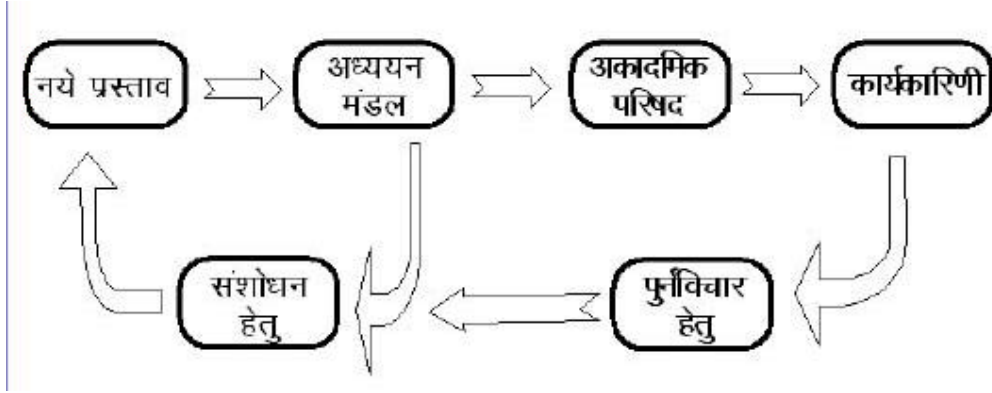 नये प्रस्ताव
अध्ययन
मंडल
अकादमिक
परिषद
कार्यकारिणी
संशोधन
हेतु
पुर्नविचार
हेतु